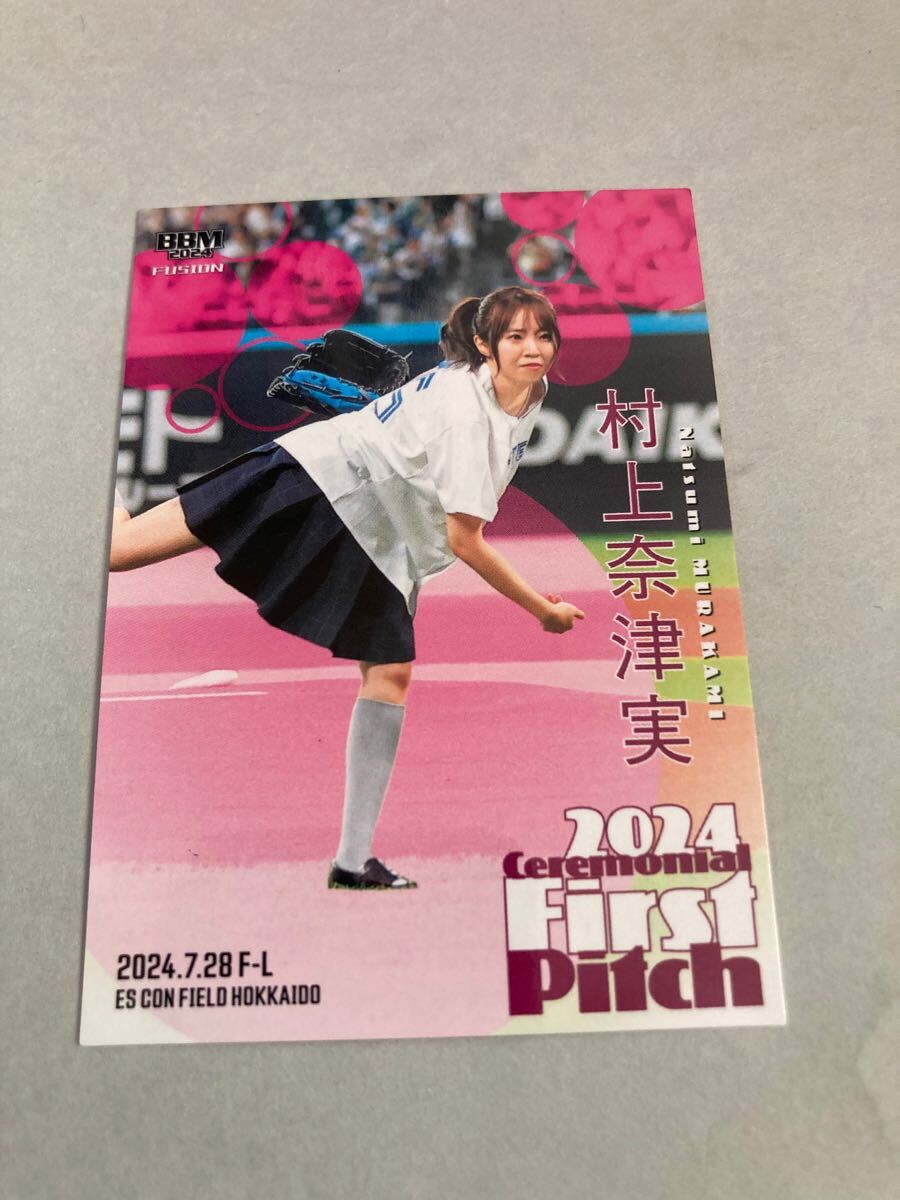 BBM
2024
FUSION
DAIK
村上奈津実
Natsumi MURAKAMI
2024
Ceremonial
First
Pitch
2024.7.28 F-L
ES CON FIELD HOKKAIDO